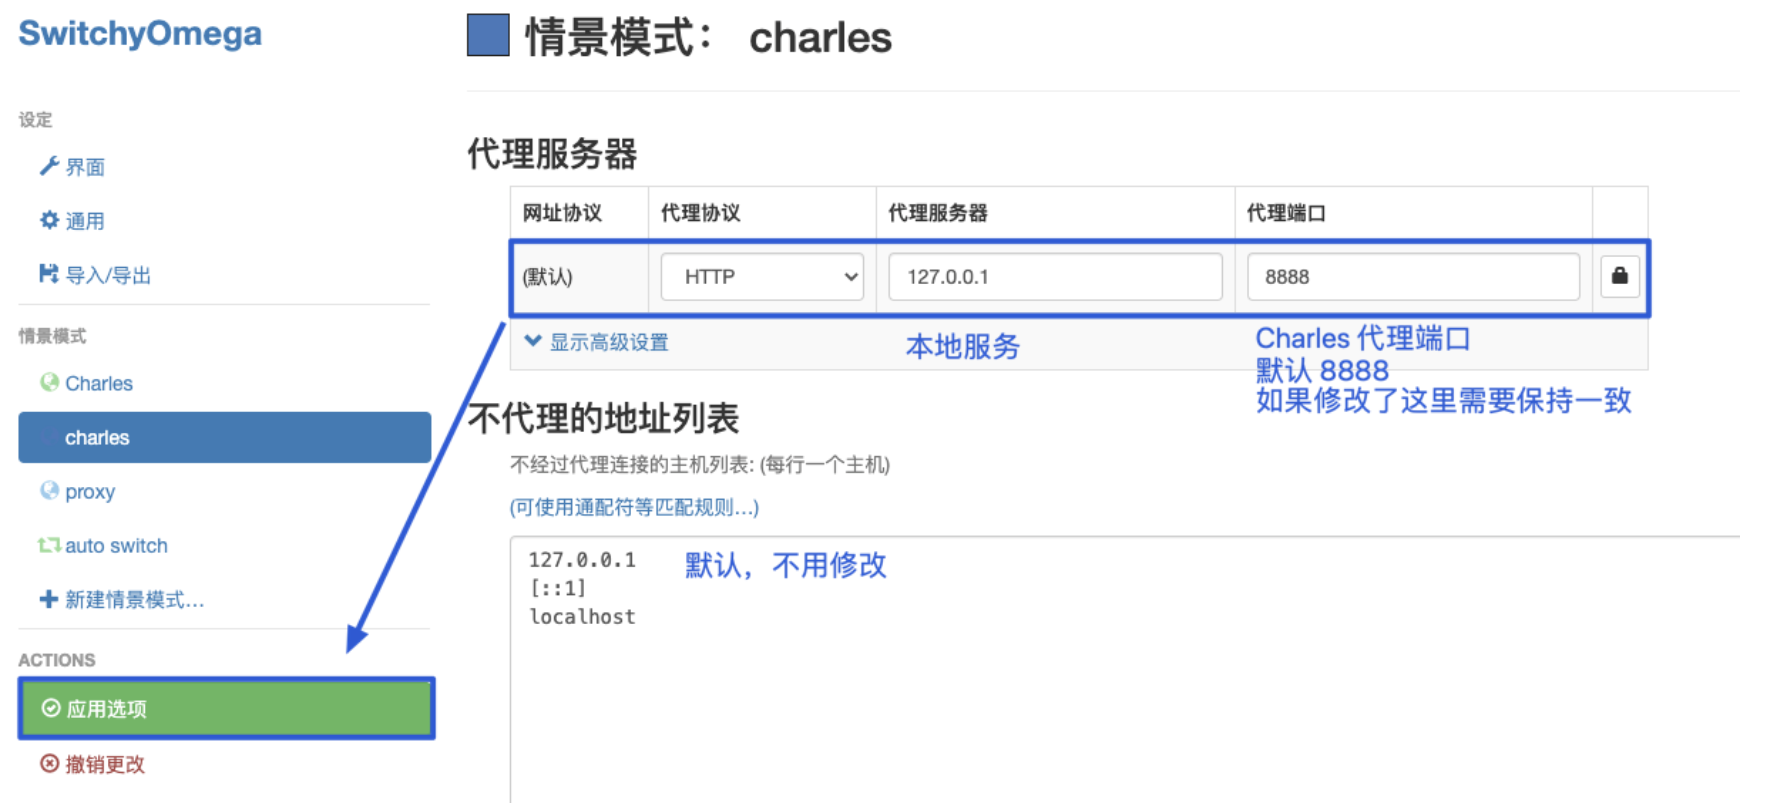 SwitchyOmega
设定
界面
通用
导入/导出
情景模式
Charles
charles
proxy
auto switch
新建情景模式...
ACTIONS
应用选项
撤销更改
情景模式： charles
代理服务器
网址协议 代理协议 代理服务器 代理端口
(默认) HTTP 127.0.0.1 8888
显示高级设置
本地服务
Charles 代理端口
默认 8888
如果修改了这里需要保持一致
不代理的地址列表
不经过代理连接的主机列表: (每行一个主机)
(可使用通配符等匹配规则...)
127.0.0.1
[::1]
localhost
默认，不用修改